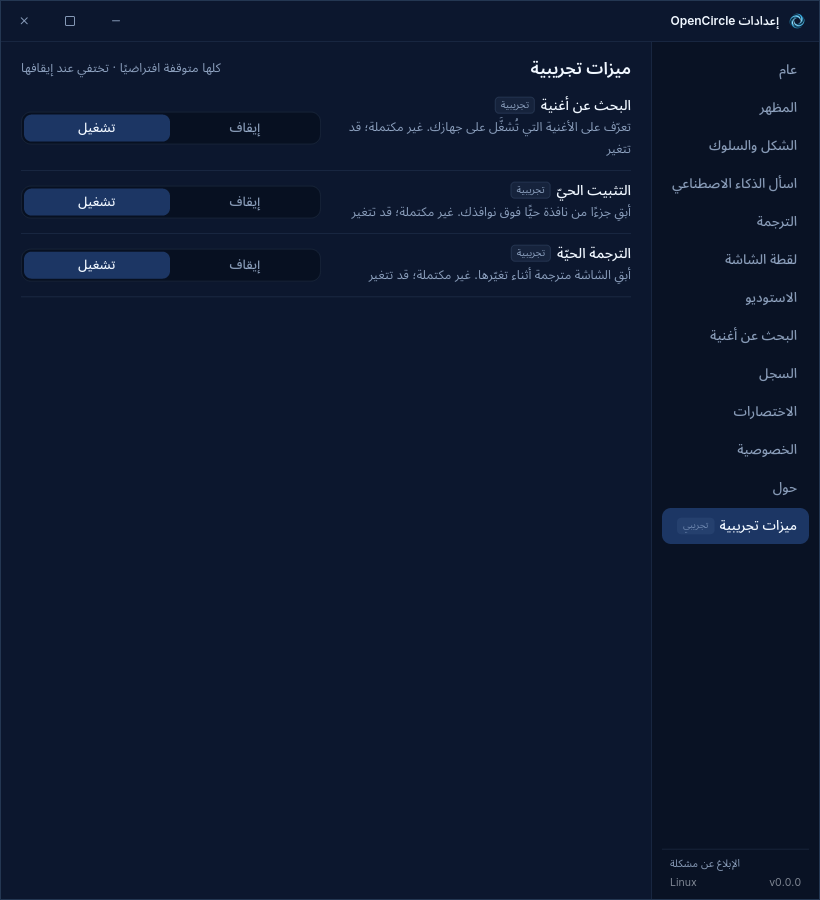 إعدادات OpenCircle
عام
المظهر
الشكل والسلوك
اسأل الذكاء الاصطناعي
الترجمة
لقطة الشاشة
الاستوديو
البحث عن أغنية
السجل
الاختصارات
الخصوصية
حول
ميزات تجريبية تجريبي
الإبلاغ عن مشكلة
v0.0.0 Linux
ميزات تجريبية
كلها متوقفة افتراضيًا · تختفي عند إيقافها
البحث عن أغنية تجريبية
تعرّف على الأغنية التي تُشغَّل على جهازك. غير مكتملة؛ قد
تتغير
إيقاف تشغيل
التثبيت الحيّ تجريبية
أبقِ جزءًا من نافذة حيًّا فوق نوافذك. غير مكتملة؛ قد تتغير
إيقاف تشغيل
الترجمة الحيّة تجريبية
أبقِ الشاشة مترجمة أثناء تغيّرها. غير مكتملة؛ قد تتغير
إيقاف تشغيل